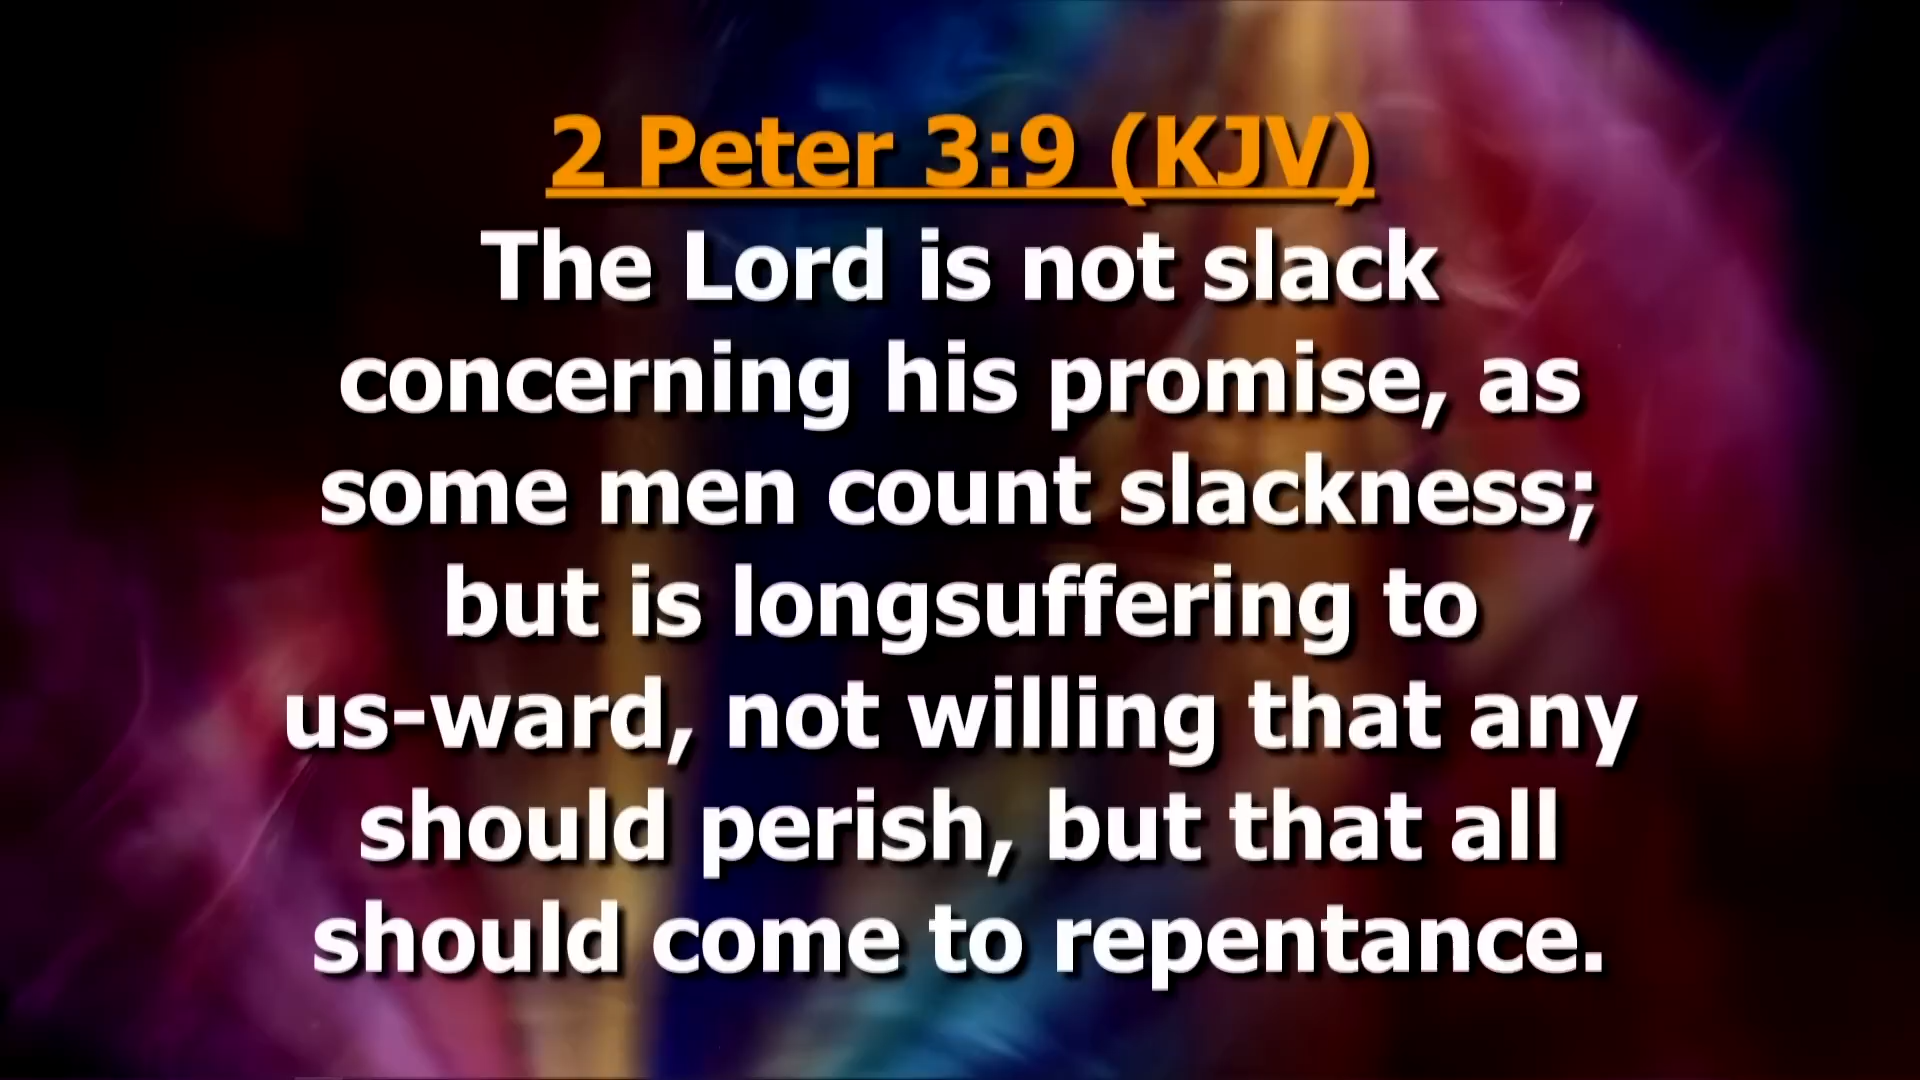 2 Peter 3:9 (KJV)
The Lord is not slack
concerning his promise, as
some men count slackness;
but is longsuffering to
us-ward, not willing that any
should perish, but that all
should come to repentance.